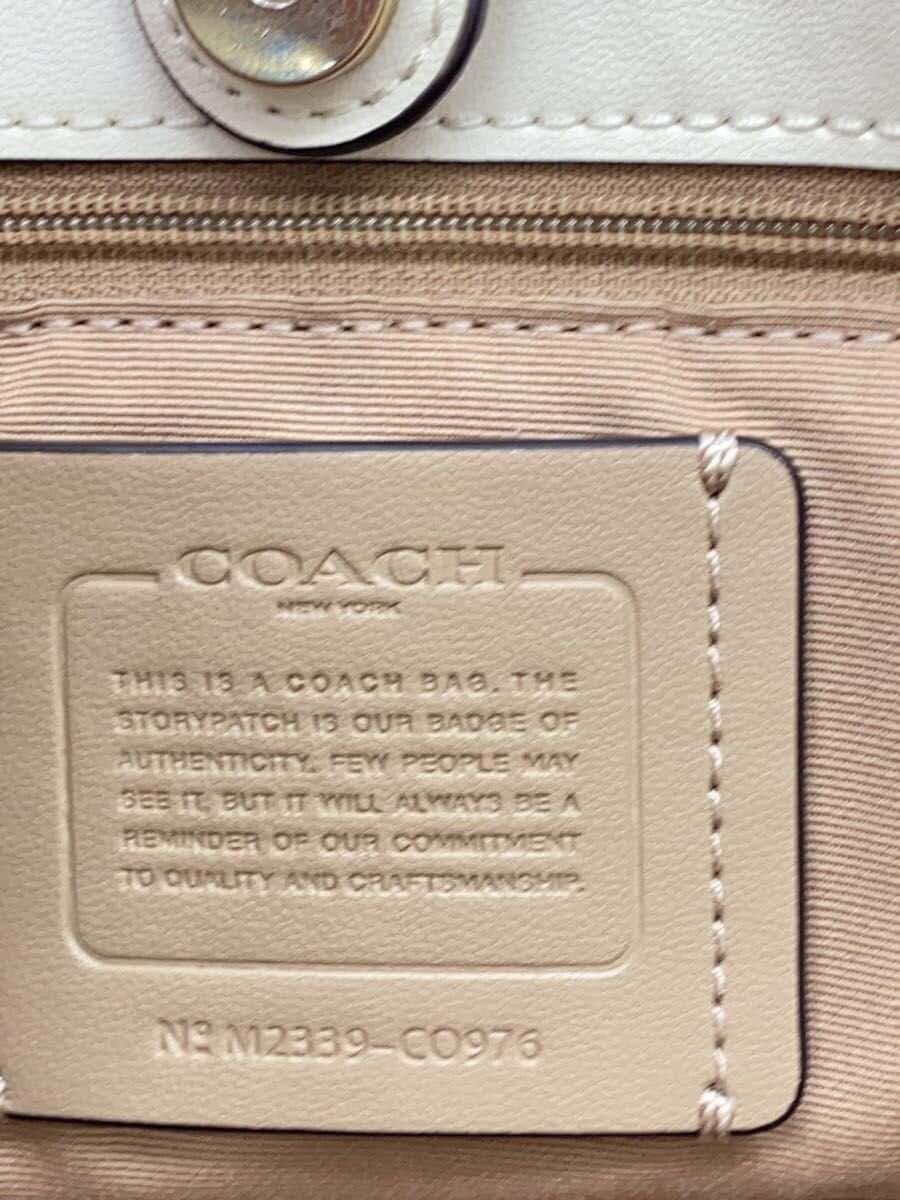 COACH
NEW YORK
THIS IS A COACH BAG. THE
STORYPATCH IS OUR BADGE OF
AUTHENTICITY. FEW PEOPLE MAY
SEE IT, BUT IT WILL ALWAYS BE A
REMINDER OF OUR COMMITMENT
TO QUALITY AND CRAFTSMANSHIP.
Nº M2339-CO976